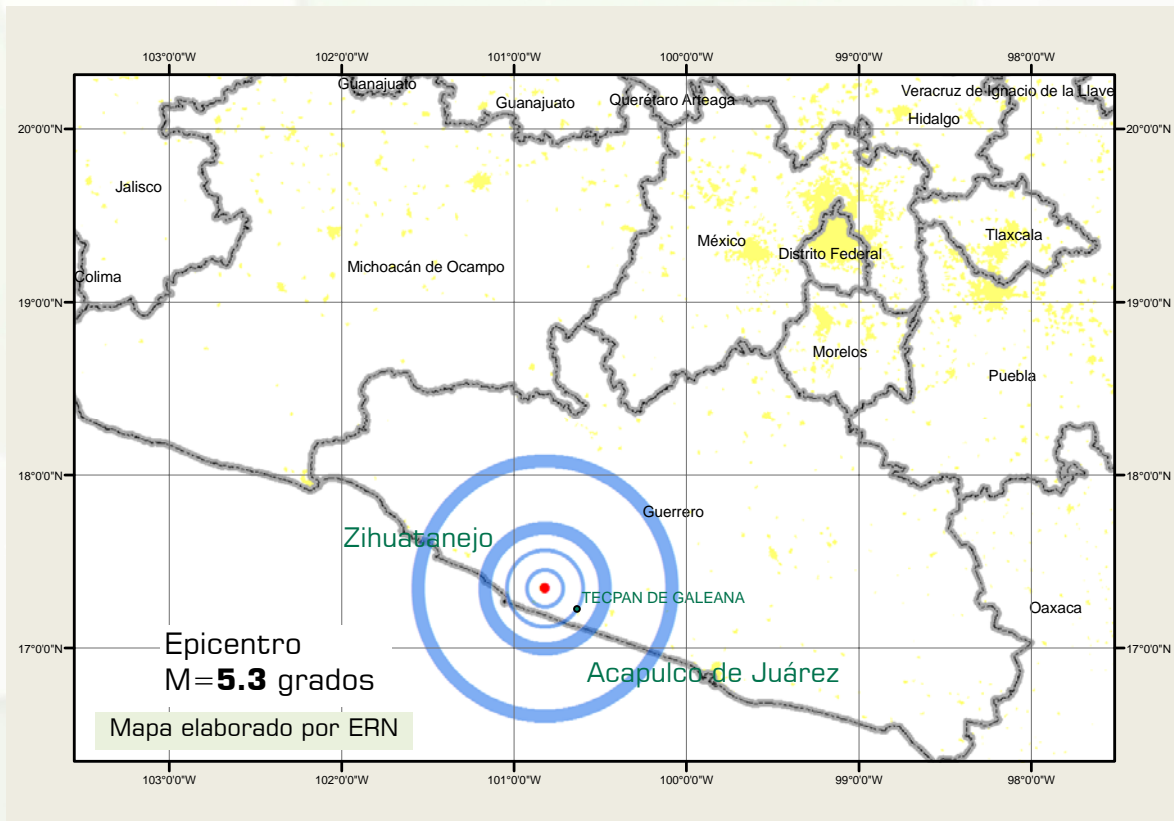 103°0'0"W
102°0'0"W
101°0'0"W
100°0'0"W
99°0'0"W
98°0'0"W
Guanajuato
Guanajuato
Querétaro Arteaga
Veracruz de Ignacio de la Llave
Hidalgo
20°0'0"N
20°0'0"N
Jalisco
México
Tlaxcala
Distrito Federal
Michoacán de Ocampo
Colima
19°0'0"N
19°0'0"N
Morelos
Puebla
18°0'0"N
18°0'0"N
Guerrero
Zihuatanejo
TECPAN DE GALEANA
Oaxaca
17°0'0"N
17°0'0"N
Epicentro
M=5.3 grados
Acapulco de Juárez
Mapa elaborado por ERN
103°0'0"W
102°0'0"W
101°0'0"W
100°0'0"W
99°0'0"W
98°0'0"W